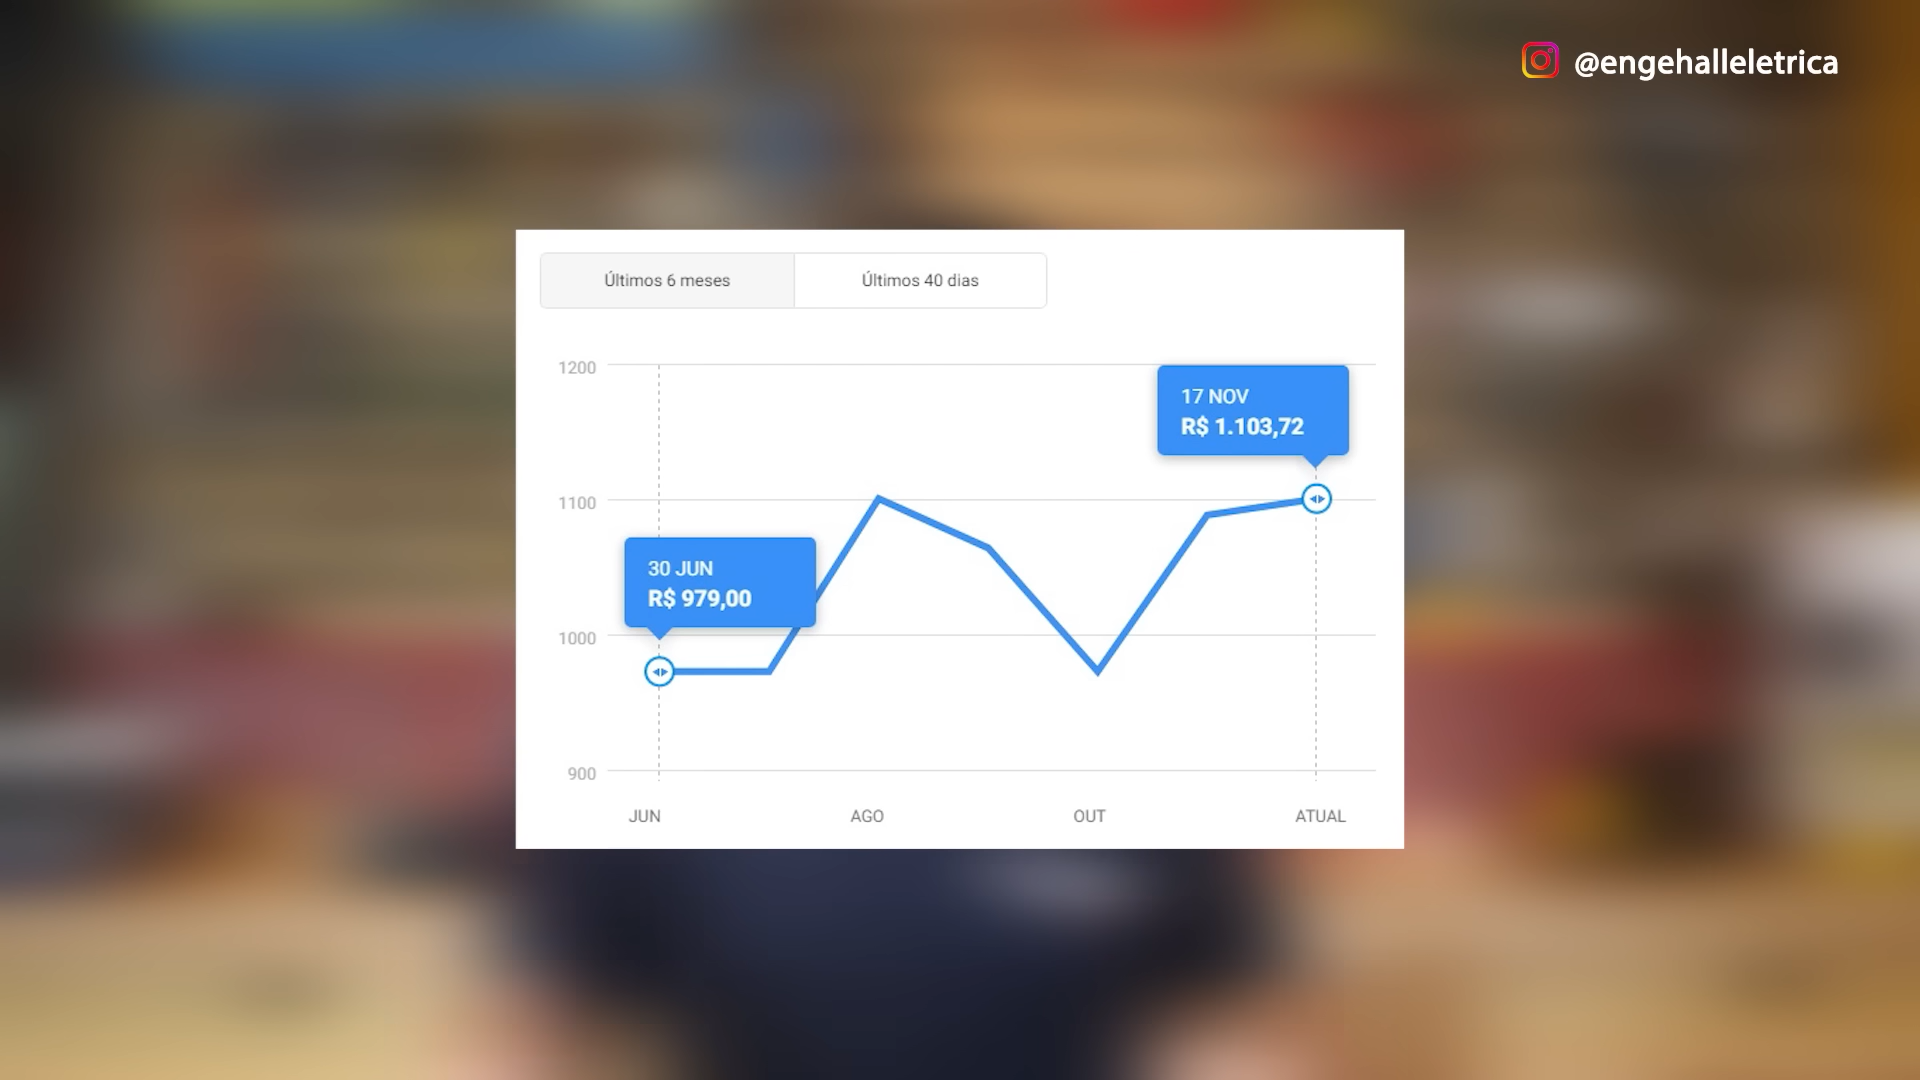 @engehalleletrica
Últimos 6 meses
Últimos 40 dias
1200
1100
1000
900
17 NOV
R$ 1.103,72
30 JUN
R$ 979,00
JUN
AGO
OUT
ATUAL